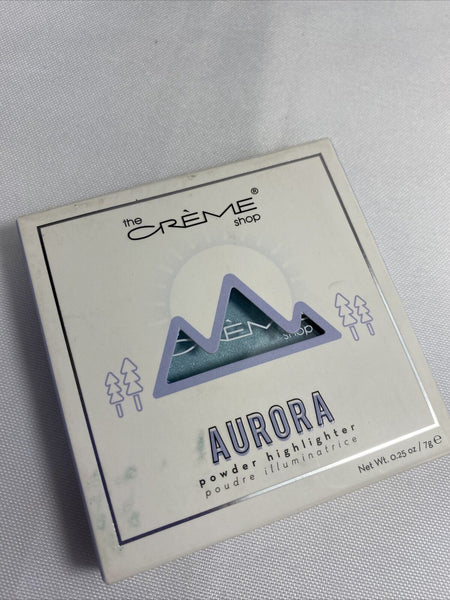 the
CRÈME®
shop
CRÈME
shop
AURORA
powder highlighter
poudre illuminatrice
Net Wt. 0.25 oz / 7g ℮